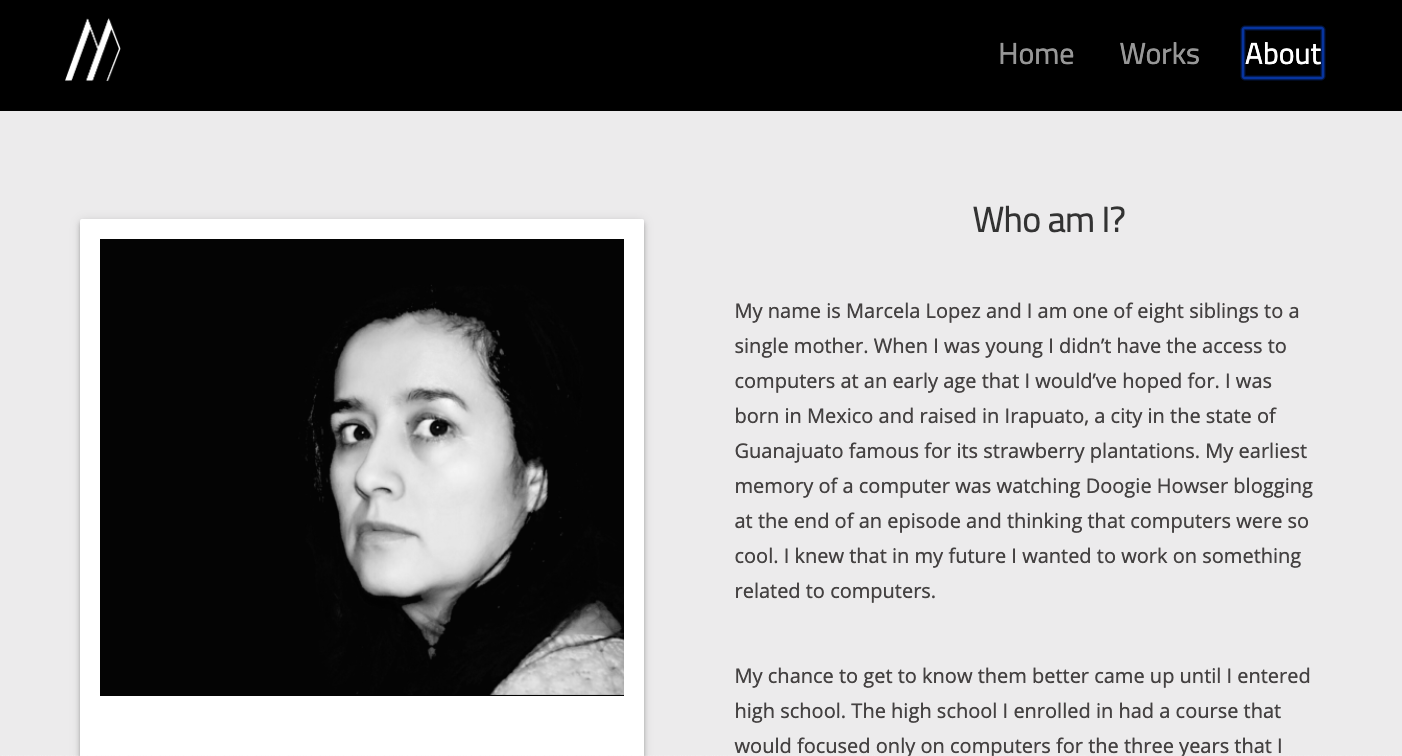 Home Works About
Who am I?
My name is Marcela Lopez and I am one of eight siblings to a
single mother. When I was young I didn’t have the access to
computers at an early age that I would’ve hoped for. I was
born in Mexico and raised in Irapuato, a city in the state of
Guanajuato famous for its strawberry plantations. My earliest
memory of a computer was watching Doogie Howser blogging
at the end of an episode and thinking that computers were so
cool. I knew that in my future I wanted to work on something
related to computers.
My chance to get to know them better came up until I entered
high school. The high school I enrolled in had a course that
would focused only on computers for the three years that I